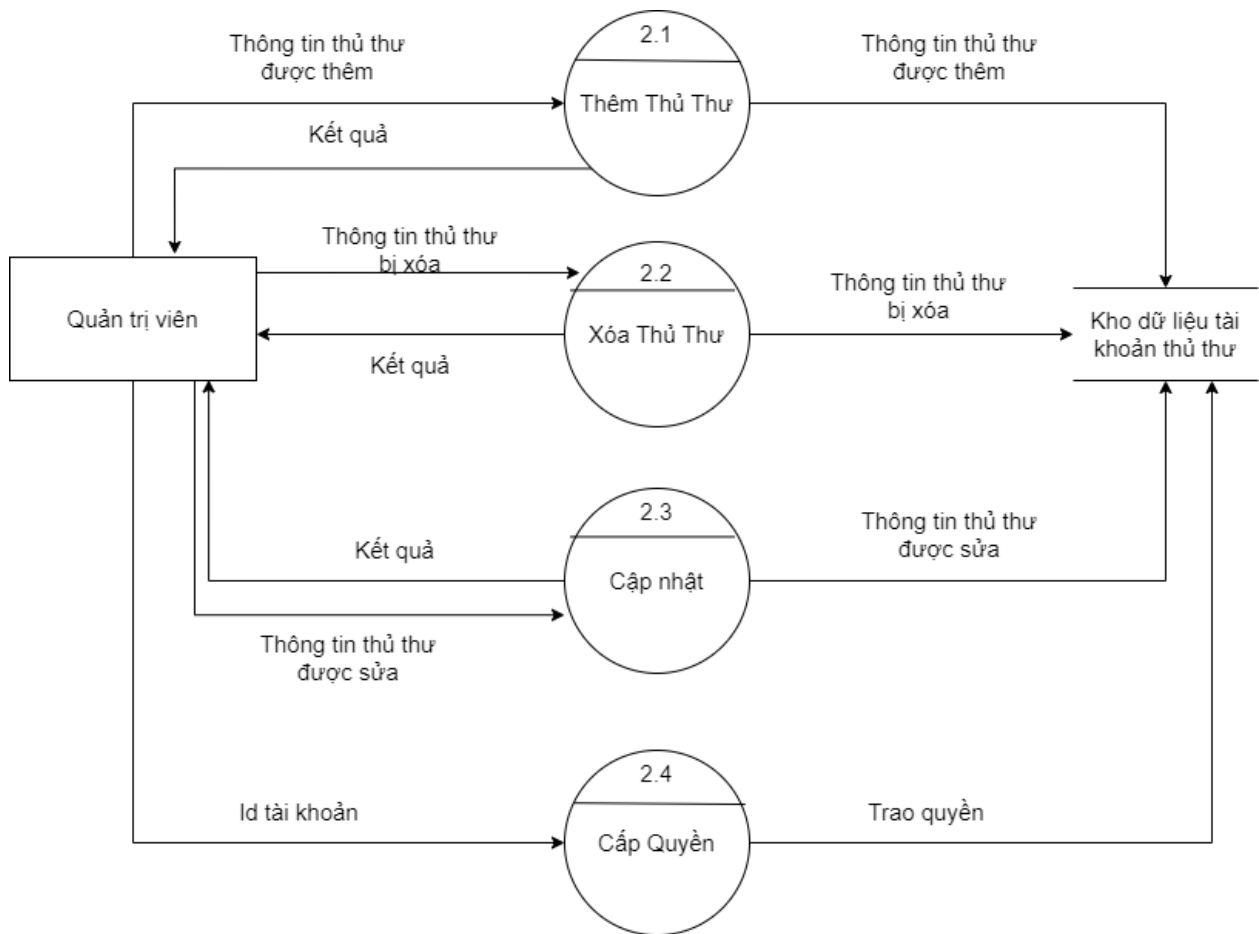 2.1
Thông tin thủ thư
được thêm
Thêm Thủ Thư
Thông tin thủ thư
được thêm
Kết quả
Thông tin thủ thư
bị xóa
2.2
Thông tin thủ thư
bị xóa
Quản trị viên
Xóa Thủ Thư
Kho dữ liệu tài
khoản thủ thư
Kết quả
2.3
Kết quả
Cập nhật
Thông tin thủ thư
được sửa
Thông tin thủ thư
được sửa
2.4
Id tài khoản
Cấp Quyền
Trao quyền